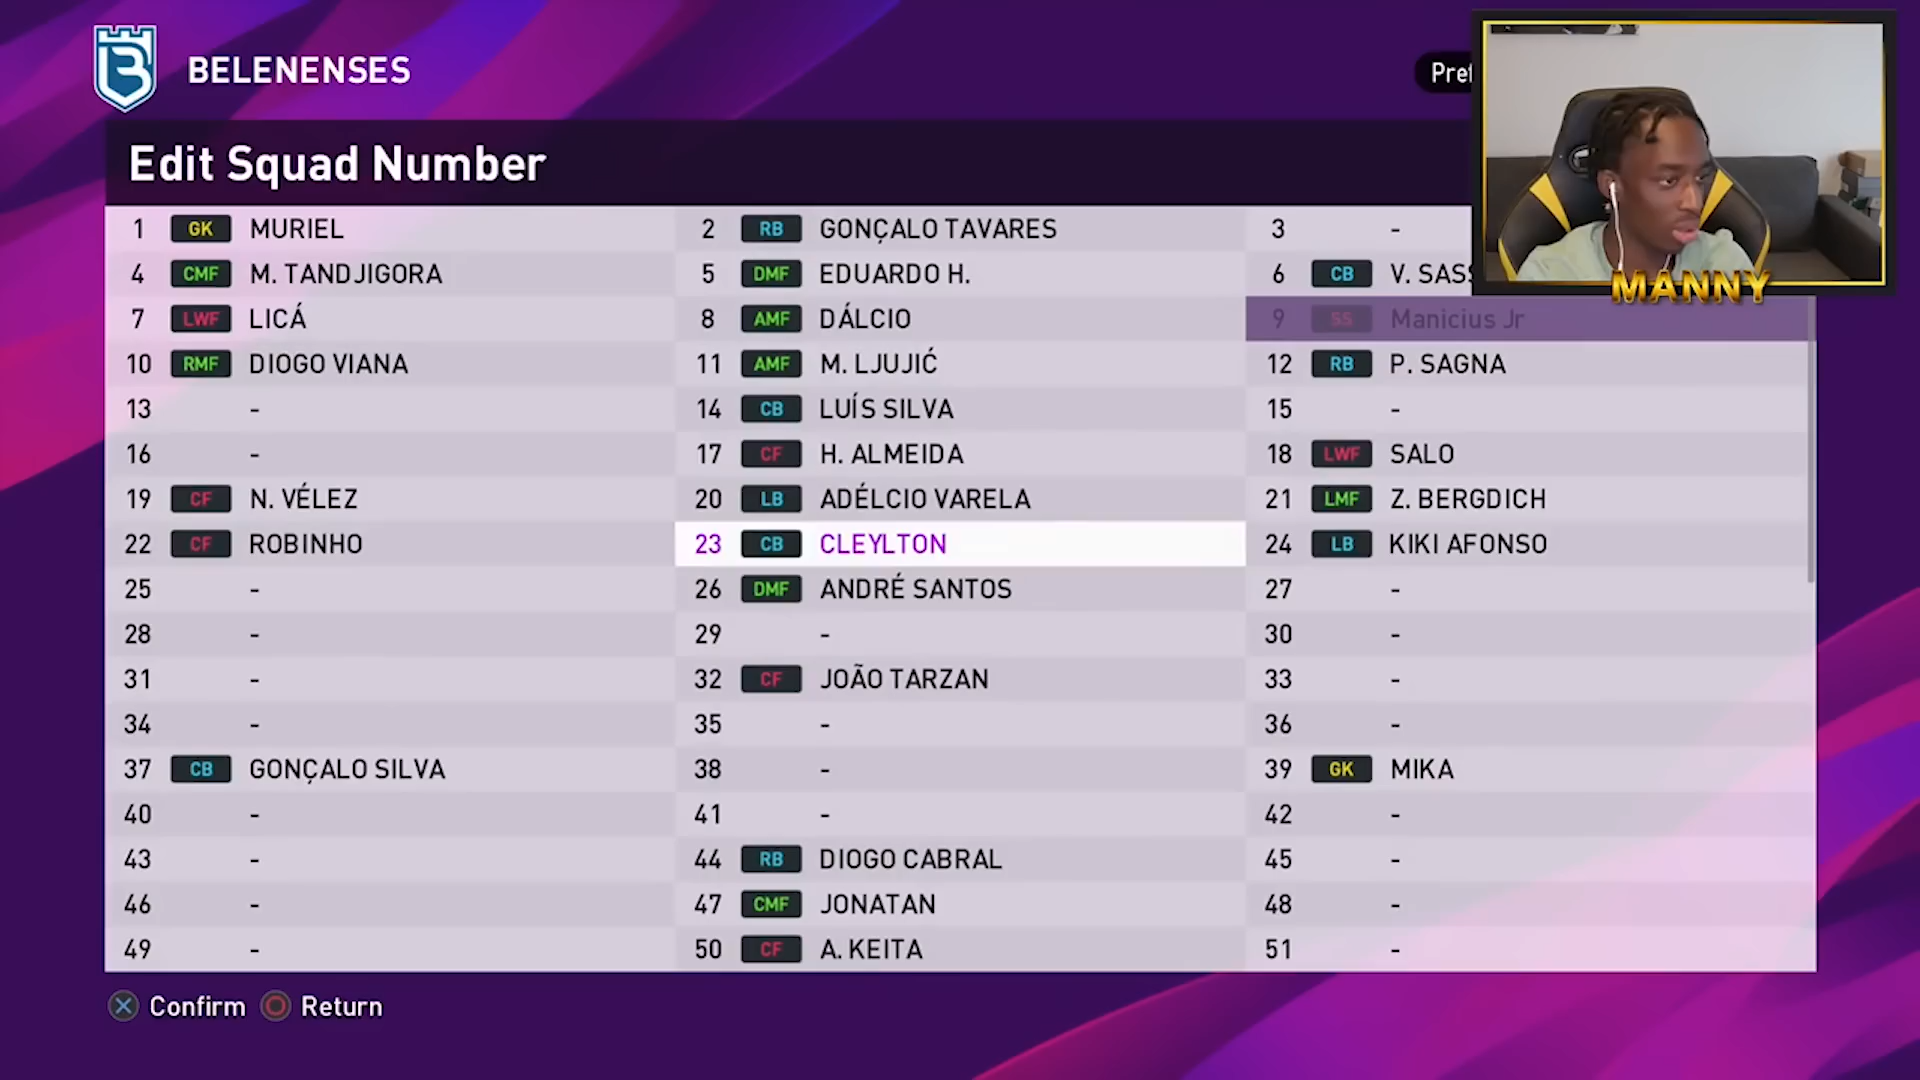 BELENENSES
Pref
Edit Squad Number
1 GK MURIEL 2 RB GONÇALO TAVARES 3 -
4 CMF M. TANDJIGORA 5 DMF EDUARDO H. 6 CB V. SASS
7 LWF LICÁ 8 AMF DÁLCIO 9 SS Manicius Jr
MANNY
10 RMF DIOGO VIANA 11 AMF M. LJUJIĆ 12 RB P. SAGNA
13 - 14 CB LUÍS SILVA 15 -
16 - 17 CF H. ALMEIDA 18 LWF SALO
19 CF N. VÉLEZ 20 LB ADÉLCIO VARELA 21 LMF Z. BERGDICH
22 CF ROBINHO 23 CB CLEYLTON 24 LB KIKI AFONSO
25 - 26 DMF ANDRÉ SANTOS 27 -
28 - 29 - 30 -
31 - 32 CF JOÃO TARZAN 33 -
34 - 35 - 36 -
37 CB GONÇALO SILVA 38 - 39 GK MIKA
40 - 41 - 42 -
43 - 44 RB DIOGO CABRAL 45 -
46 - 47 CMF JONATAN 48 -
49 - 50 CF A. KEITA 51 -
Confirm Return